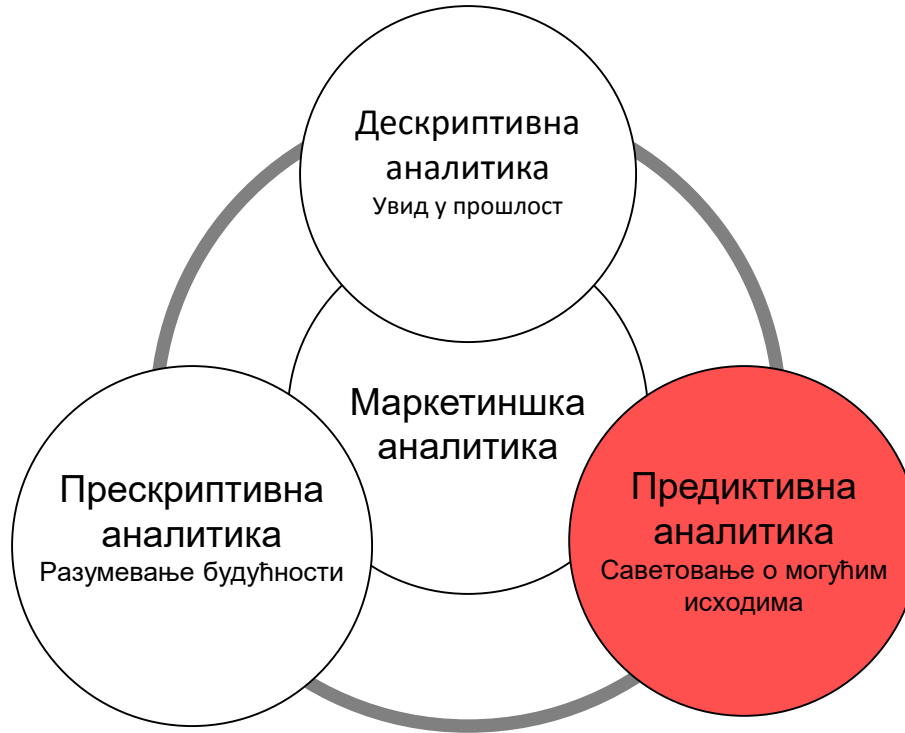 Дескриптивна
аналитика
Увид у прошлост
Маркетиншка
аналитика
Прескриптивна
аналитика
Разумевање будућности
Предиктивна
аналитика
Саветовање о могућим
исходима